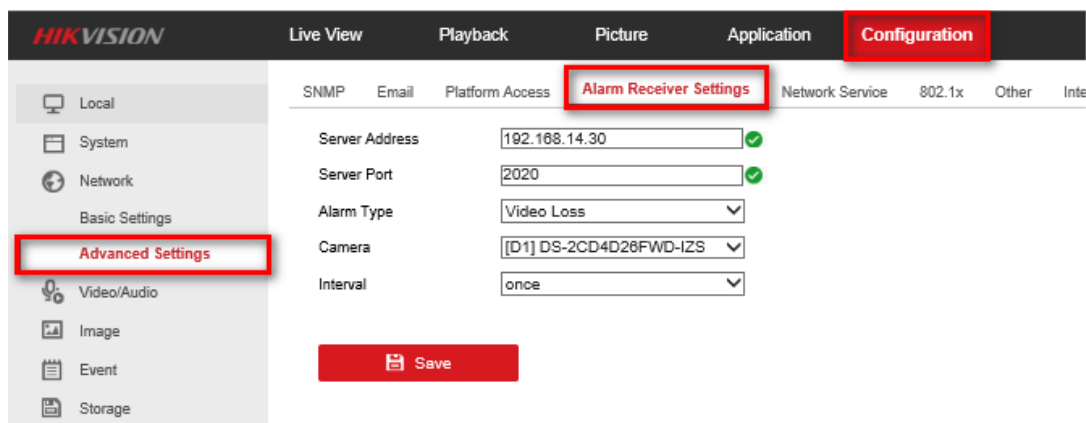 HIKVISION Live View Playback Picture Application Configuration
Local
System
Network
Basic Settings
Advanced Settings
Video/Audio
Image
Event
Storage
SNMP Email Platform Access Alarm Receiver Settings Network Service 802.1x Other Inte
Server Address 192.168.14.30
Server Port 2020
Alarm Type Video Loss
Camera [D1] DS-2CD4D26FWD-IZS
Interval once
Save